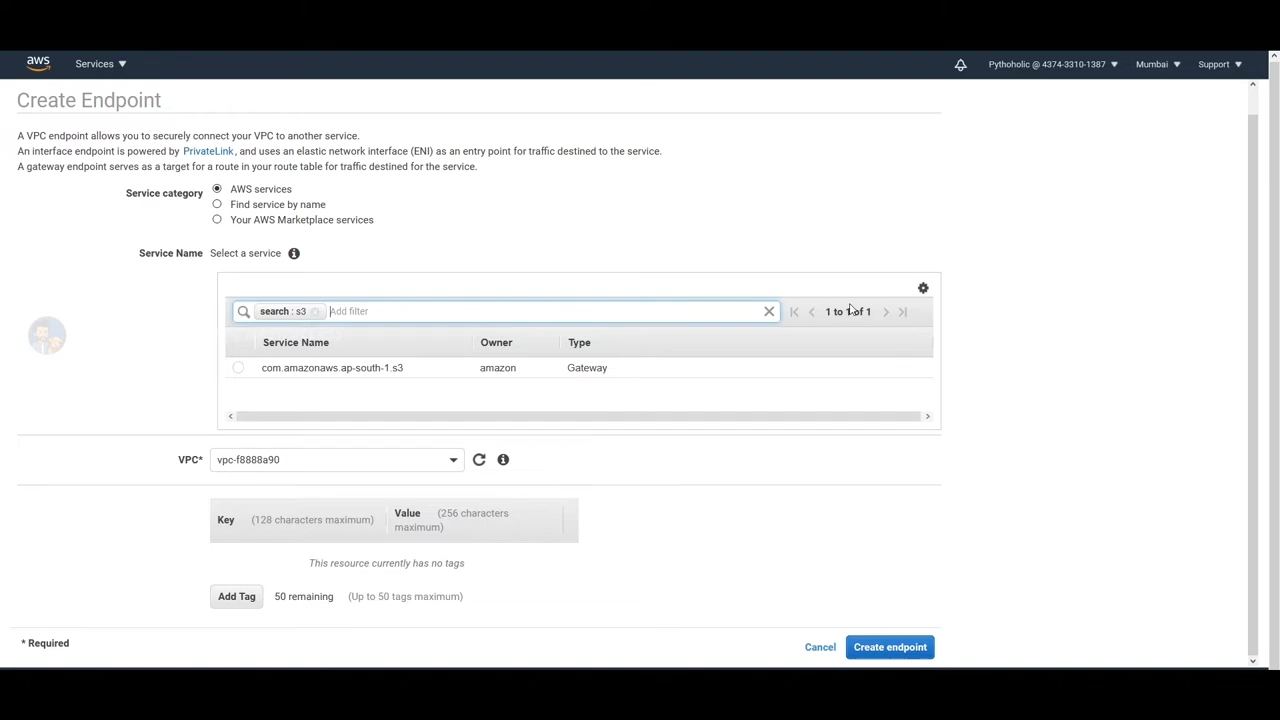 aws Services Pythoholic @ 4374-3310-1387 Mumbai Support
Create Endpoint
A VPC endpoint allows you to securely connect your VPC to another service.
An interface endpoint is powered by PrivateLink, and uses an elastic network interface (ENI) as an entry point for traffic destined to the service.
A gateway endpoint serves as a target for a route in your route table for traffic destined for the service.
Service category AWS services
Find service by name
Your AWS Marketplace services
Service Name Select a service
search : s3 Add filter 1 to 1 of 1
Service Name Owner Type
com.amazonaws.ap-south-1.s3 amazon Gateway
VPC* vpc-f8888a90
Key (128 characters maximum) Value (256 characters
maximum)
This resource currently has no tags
Add Tag 50 remaining (Up to 50 tags maximum)
* Required Cancel Create endpoint